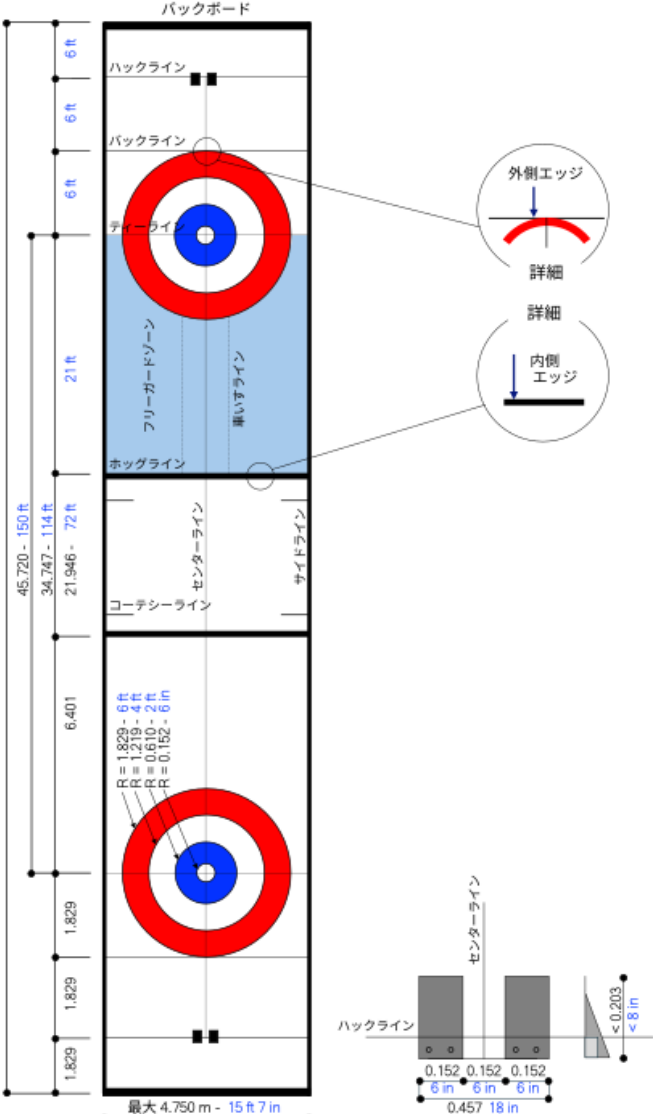 バックボード
6 ft
ハックライン
6 ft
バックライン
6 ft
ティーライン
外側エッジ
詳細
詳細
内側
エッジ
21 ft
フリーガードゾーン
車いすライン
ホッグライン
45.720 - 150 ft
34.747 - 114 ft
21.946 - 72 ft
センターライン
サイドライン
コーテシーライン
6.401
R = 1.829 - 6 ft
R = 1.219 - 4 ft
R = 0.610 - 2 ft
R = 0.152 - 6 in
1.829
1.829
1.829
最大 4.750 m - 15 ft 7 in
センターライン
ハックライン
< 0.203
< 8 in
0.152 0.152 0.152
6 in 6 in 6 in
0.457 18 in